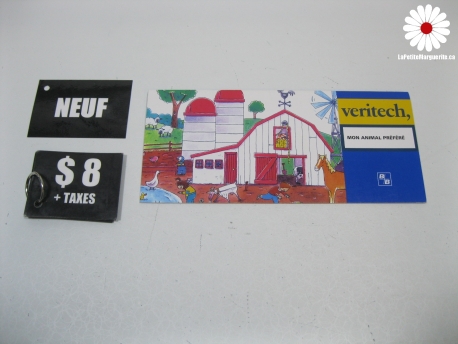 LaPetiteMarguerite.ca
NEUF
$ 8
+ TAXES
veritech,
MON ANIMAL PRÉFÉRÉ